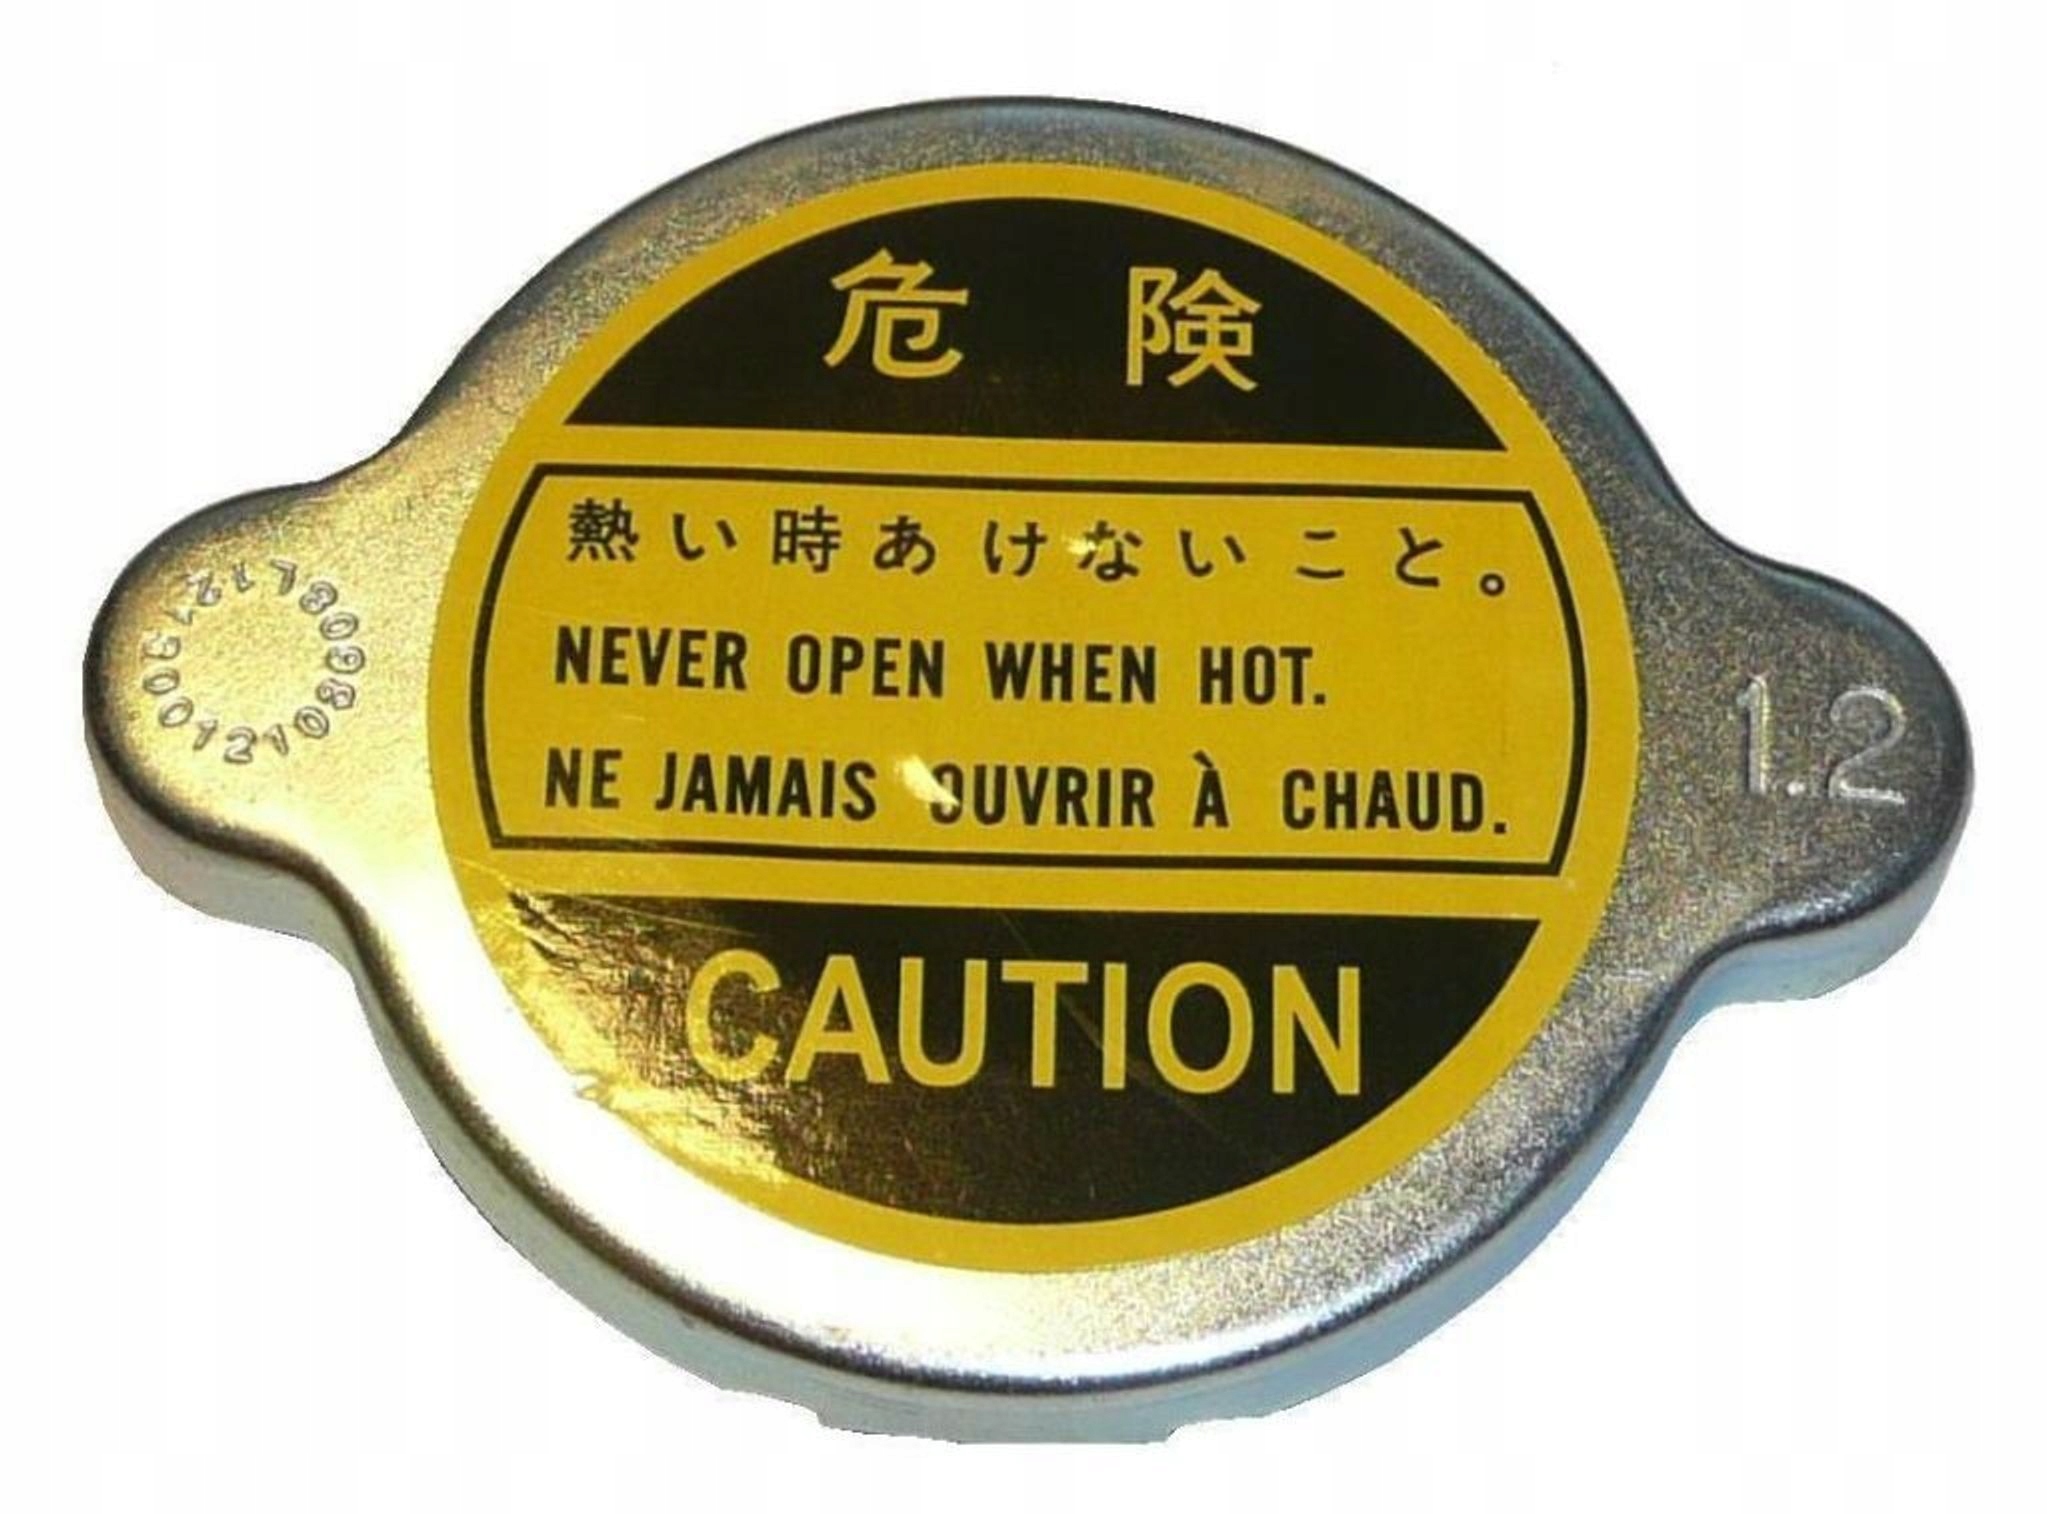 危険
熱い時あけないこと。
NEVER OPEN WHEN HOT.
NE JAMAIS OUVRIR À CHAUD.
1.2
CAUTION